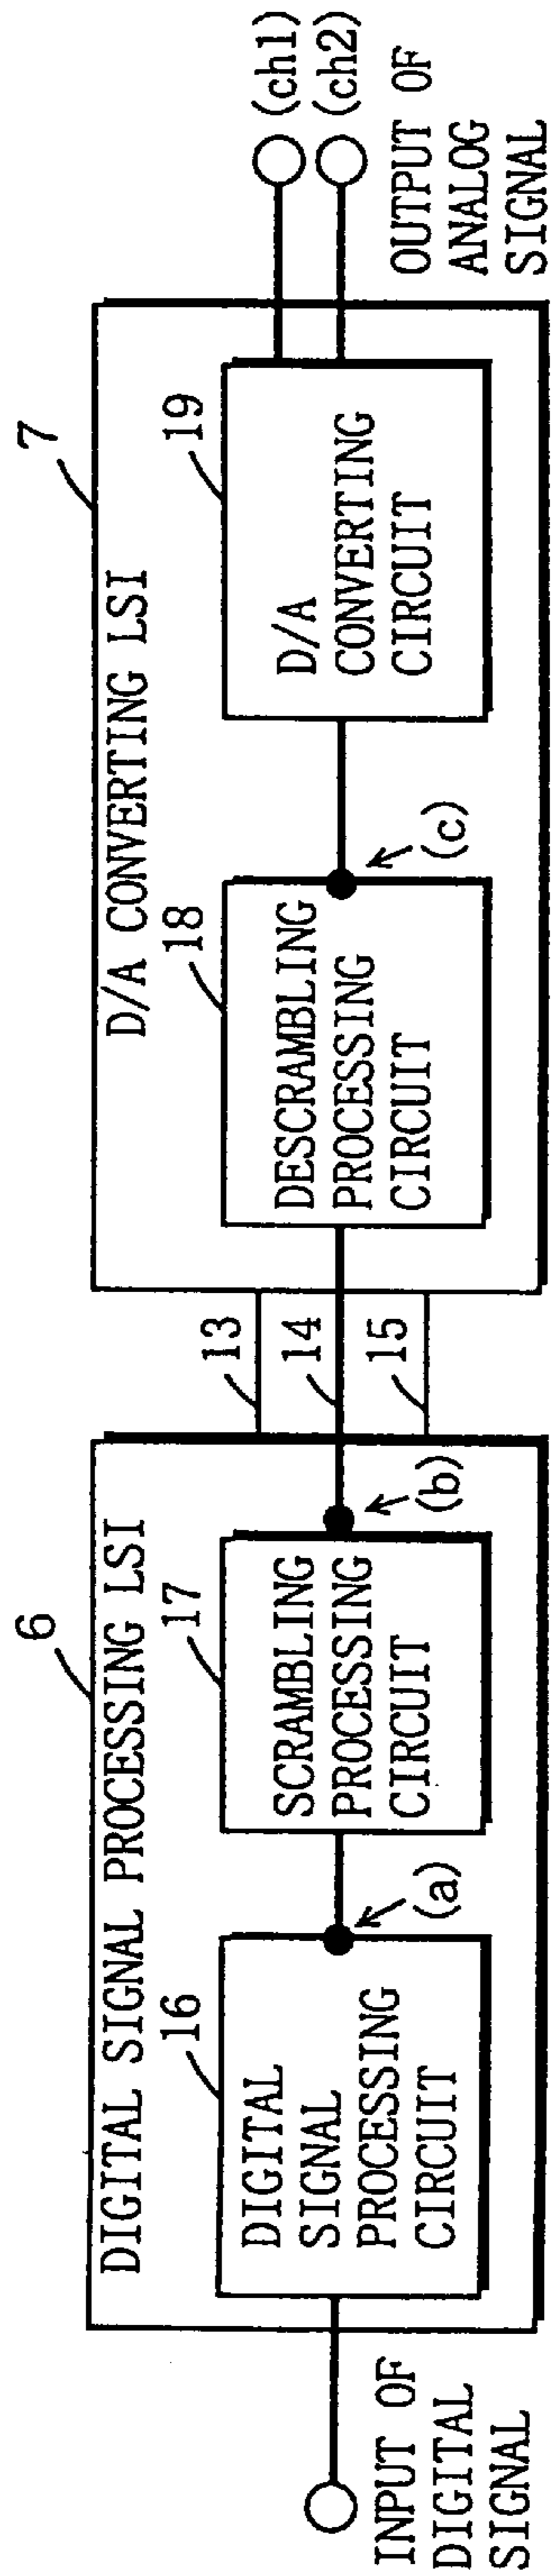 6
DIGITAL SIGNAL PROCESSING LSI
16
DIGITAL
SIGNAL
PROCESSING
CIRCUIT
(a)
17
SCRAMBLING
PROCESSING
CIRCUIT
(b)
INPUT OF
DIGITAL
SIGNAL
13
14
15
7
D/A CONVERTING LSI
18
DESCRAMBLING
PROCESSING
CIRCUIT
(c)
19
D/A
CONVERTING
CIRCUIT
(ch1)
(ch2)
OUTPUT OF
ANALOG
SIGNAL